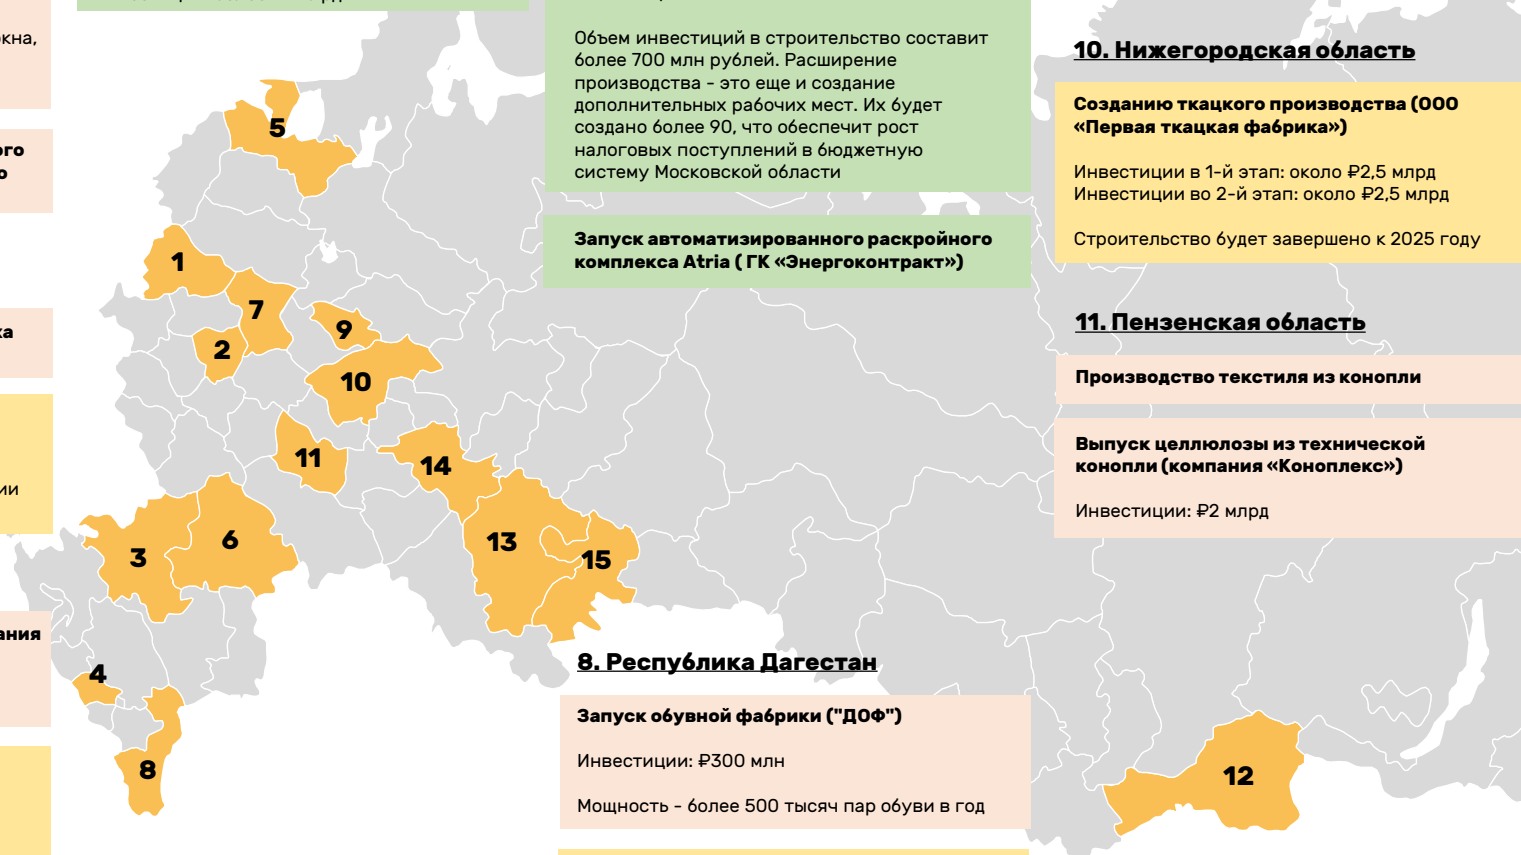 Объем инвестиций в строительство составит
более 700 млн рублей. Расширение
производства - это еще и создание
дополнительных рабочих мест. Их будет
создано более 90, что обеспечит рост
налоговых поступлений в бюджетную
систему Московской области
Запуск автоматизированного раскройного
комплекса Atria ( ГК «Энергоконтракт»)
10. Нижегородская область
Созданию ткацкого производства (ООО
«Первая ткацкая фабрика»)
Инвестиции в 1-й этап: около ₽2,5 млрд
Инвестиции во 2-й этап: около ₽2,5 млрд
Строительство будет завершено к 2025 году
11. Пензенская область
Производство текстиля из конопли
Выпуск целлюлозы из технической
конопли (компания «Коноплекс»)
Инвестиции: ₽2 млрд
5
1
7
9
2
10
11
14
6
13
3
15
4
8
12
8. Республика Дагестан
Запуск обувной фабрики ("ДОФ")
Инвестиции: ₽300 млн
Мощность - более 500 тысяч пар обуви в год